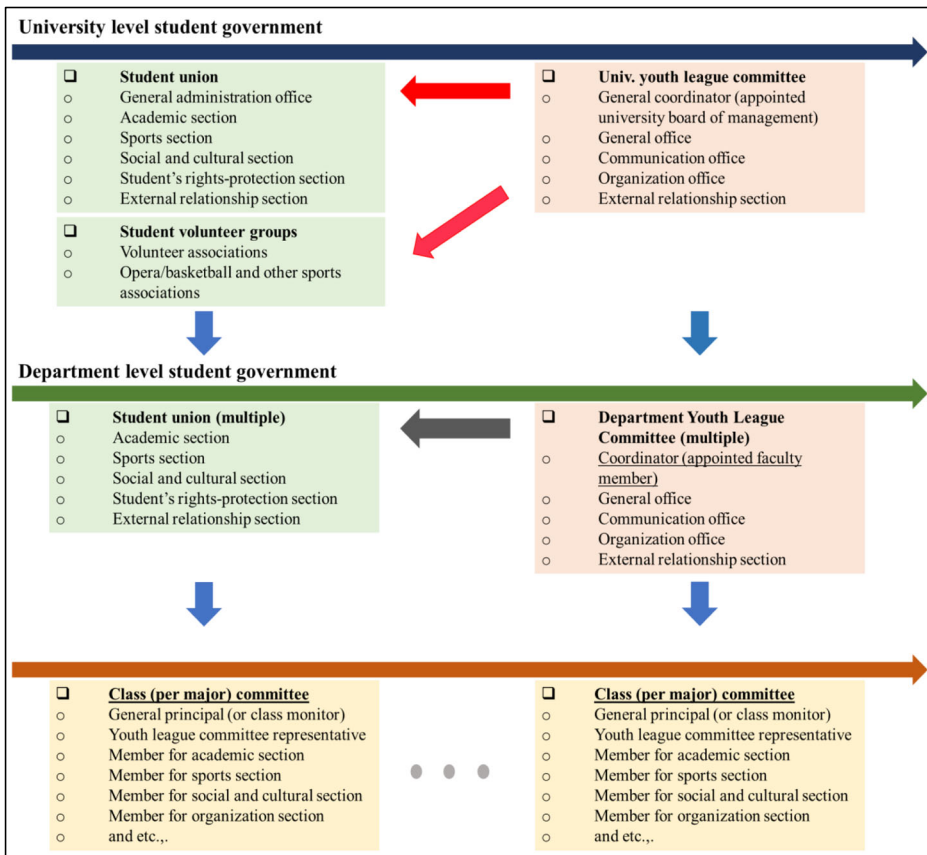 University level student government
❑ Student union
○ General administration office
○ Academic section
○ Sports section
○ Social and cultural section
○ Student's rights-protection section
○ External relationship section
❑ Student volunteer groups
○ Volunteer associations
○ Opera/basketball and other sports
associations
❑ Univ. youth league committee
○ General coordinator (appointed
university board of management)
○ General office
○ Communication office
○ Organization office
○ External relationship section
Department level student government
❑ Student union (multiple)
○ Academic section
○ Sports section
○ Social and cultural section
○ Student's rights-protection section
○ External relationship section
❑ Department Youth League
Committee (multiple)
○ Coordinator (appointed faculty
member)
○ General office
○ Communication office
○ Organization office
○ External relationship section
❑ Class (per major) committee
○ General principal (or class monitor)
○ Youth league committee representative
○ Member for academic section
○ Member for sports section
○ Member for social and cultural section
○ Member for organization section
○ and etc.,.
❑ Class (per major) committee
○ General principal (or class monitor)
○ Youth league committee representative
○ Member for academic section
○ Member for sports section
○ Member for social and cultural section
○ Member for organization section
○ and etc.,.